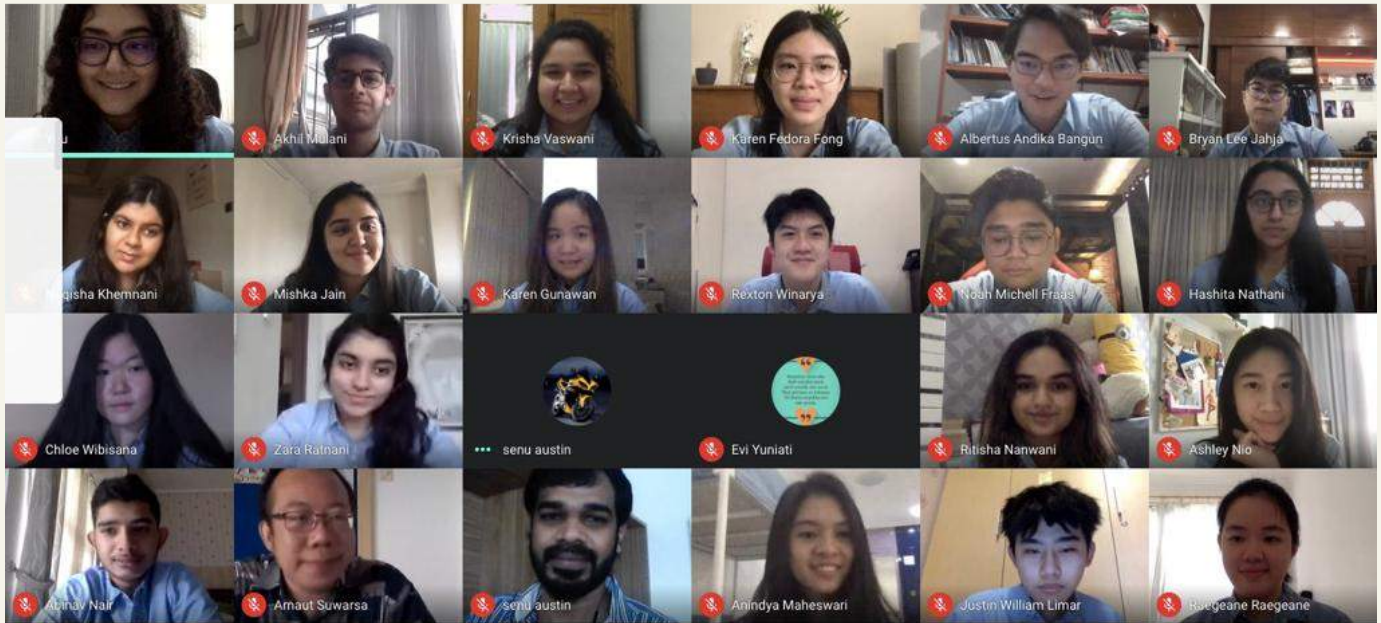 Akhil Mulani
Krisha Vaswani
Karen Fedora Fong
Albertus Andika Bangun
Bryan Lee Jahja
Khemnani
Mishka Jain
Karen Gunawan
Rexton Winarya
Noah Michell Fraas
Hashita Nathani
Chloe Wibisana
Zara Ratnani
senu austin
Evi Yuniati
Ritisha Nanwani
Ashley Nio
Abinav Nair
Arnaut Suwarsa
senu austin
Anindya Maheswari
Justin William Limar
Raegeane Raegeane